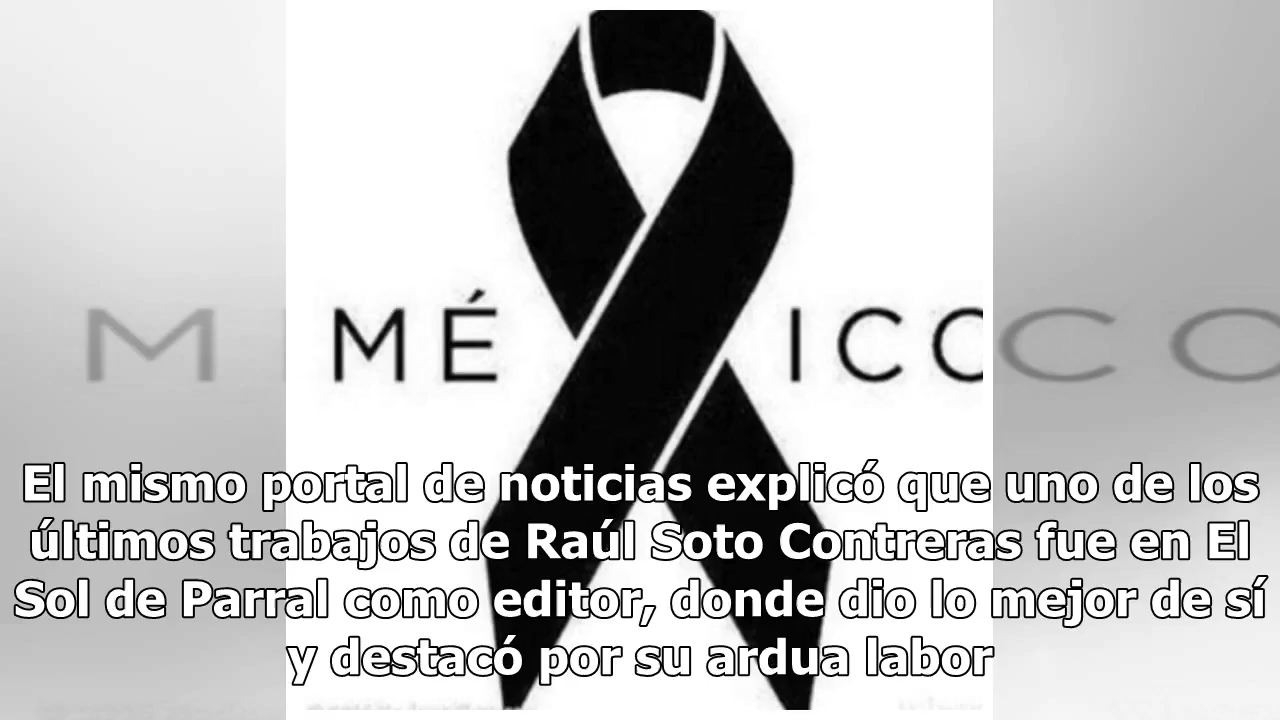 MÉ ICO
El mismo portal de noticias explicó que uno de los
últimos trabajos de Raúl Soto Contreras fue en El
Sol de Parral como editor, donde dio lo mejor de sí
y destacó por su ardua labor